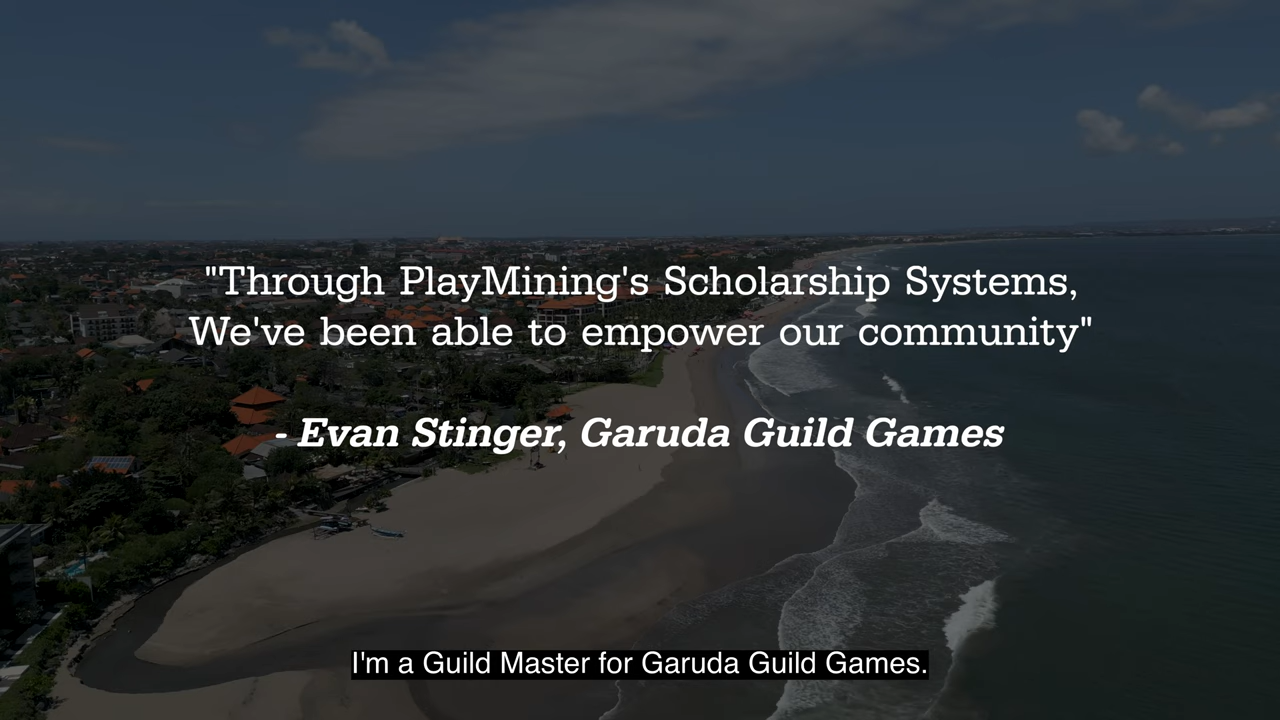 "Through PlayMining's Scholarship Systems,
We've been able to empower our community"
- Evan Stinger, Garuda Guild Games
I'm a Guild Master for Garuda Guild Games.